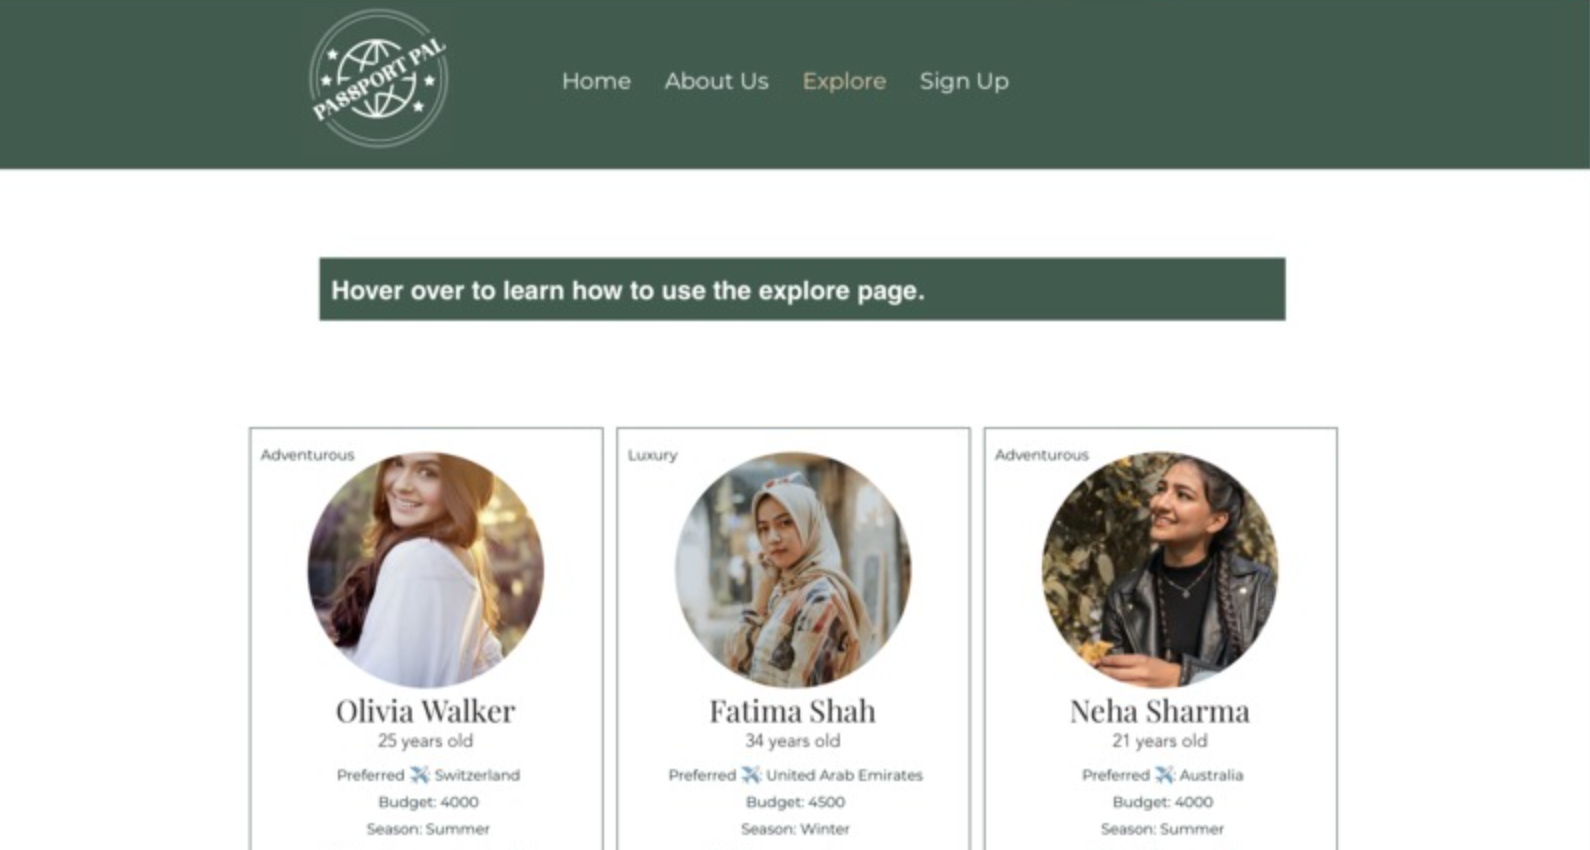 PASSPORT PAL
Home About Us Explore Sign Up
Hover over to learn how to use the explore page.
Adventurous
Luxury
Adventurous
Olivia Walker
Fatima Shah
Neha Sharma
25 years old
34 years old
21 years old
Preferred ✈️: Switzerland
Preferred ✈️: United Arab Emirates
Preferred ✈️: Australia
Budget: 4000
Budget: 4500
Budget: 4000
Season: Summer
Season: Winter
Season: Summer